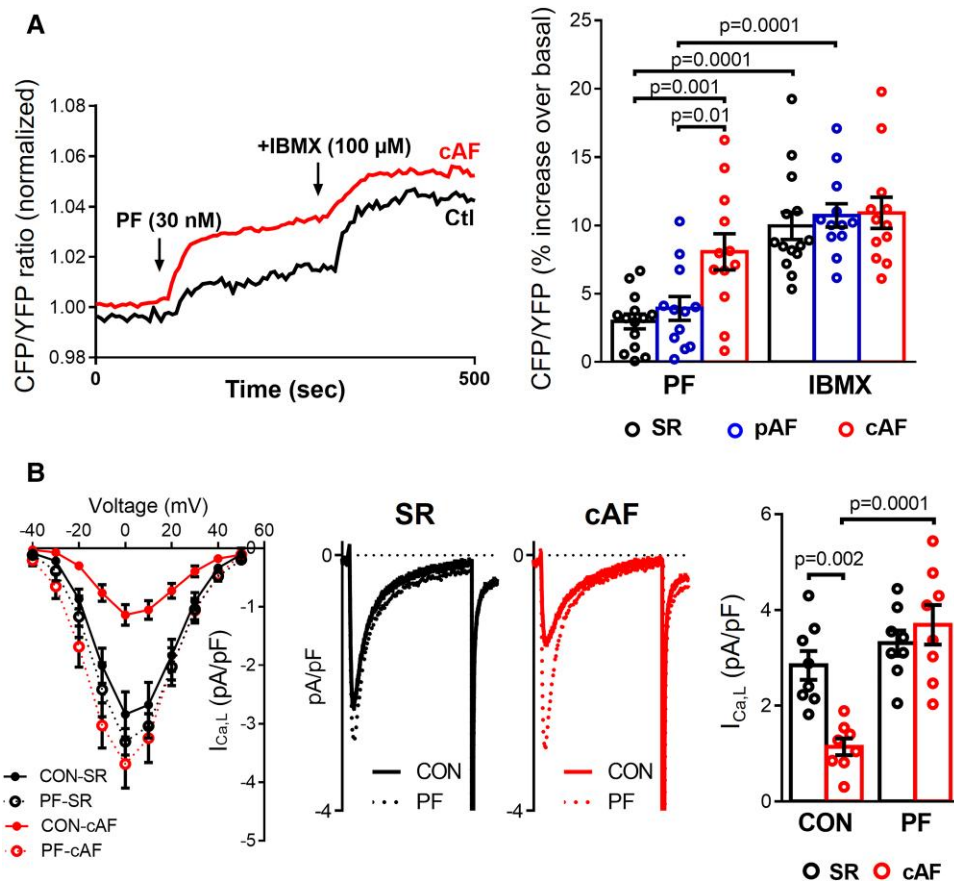 A
CFP/YFP ratio (normalized)
1.08
1.06
1.04
1.02
1.00
0.98
PF (30 nM)
+IBMX (100 µM)
cAF
Ctl
0
Time (sec)
500
CFP/YFP (% increase over basal)
25
20
15
10
5
0
p=0.0001
p=0.0001
p=0.001
p=0.01
PF
IBMX
SR
pAF
cAF
B
Voltage (mV)
-40
-20
0
20
40
60
-1
-2
-3
-4
-5
I Ca,L (pA/pF)
CON-SR
PF-SR
CON-cAF
PF-cAF
SR
0
pA/pF
-4
CON
PF
cAF
0
-4
CON
PF
I Ca,L (pA/pF)
6
4
2
0
p=0.0001
p=0.002
CON
PF
SR
cAF